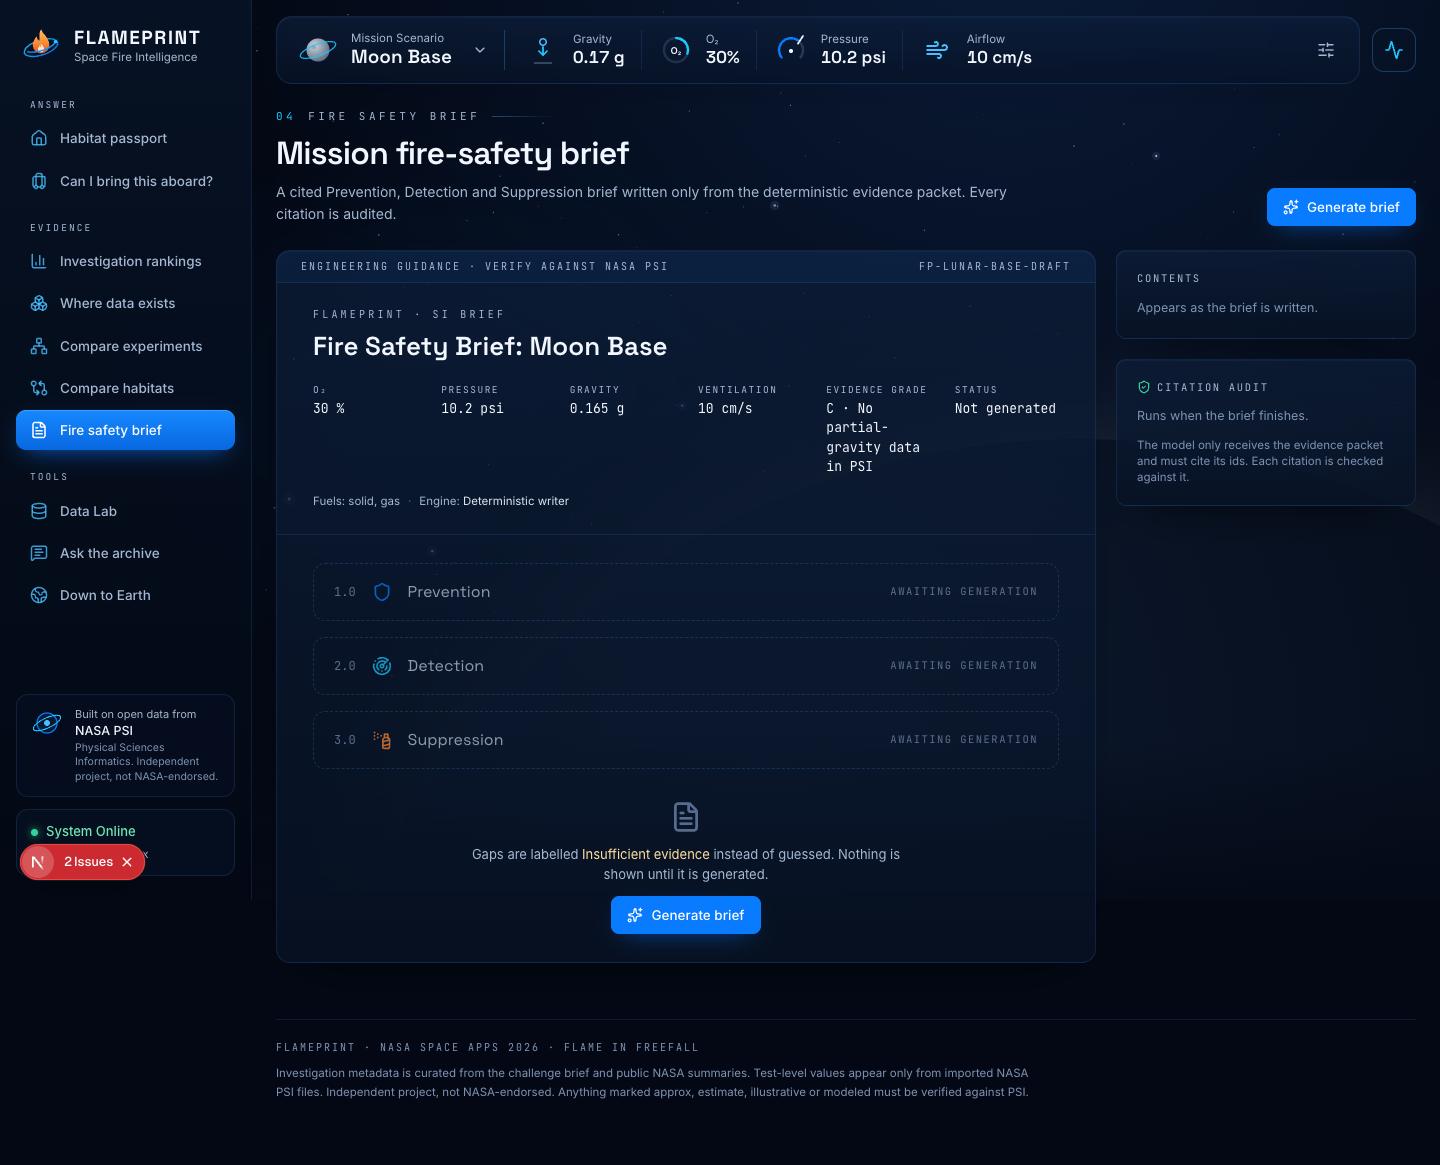 FLAMEPRINT
Space Fire Intelligence
ANSWER
Habitat passport
Can I bring this aboard?
EVIDENCE
Investigation rankings
Where data exists
Compare experiments
Compare habitats
Fire safety brief
TOOLS
Data Lab
Ask the archive
Down to Earth
Built on open data from
NASA PSI
Physical Sciences
Informatics. Independent
project, not NASA-endorsed.
System Online
N 2 Issues
Mission Scenario
Moon Base
Gravity
0.17 g
O₂
O₂
30%
Pressure
10.2 psi
Airflow
10 cm/s
04 FIRE SAFETY BRIEF
Mission fire-safety brief
A cited Prevention, Detection and Suppression brief written only from the deterministic evidence packet. Every
citation is audited.
Generate brief
ENGINEERING GUIDANCE · VERIFY AGAINST NASA PSI
FP-LUNAR-BASE-DRAFT
FLAMEPRINT · SI BRIEF
Fire Safety Brief: Moon Base
O₂
30 %
PRESSURE
10.2 psi
GRAVITY
0.165 g
VENTILATION
10 cm/s
EVIDENCE GRADE
C · No
partial-
gravity data
in PSI
STATUS
Not generated
Fuels: solid, gas · Engine: Deterministic writer
1.0 Prevention AWAITING GENERATION
2.0 Detection AWAITING GENERATION
3.0 Suppression AWAITING GENERATION
Gaps are labelled Insufficient evidence instead of guessed. Nothing is
shown until it is generated.
Generate brief
CONTENTS
Appears as the brief is written.
CITATION AUDIT
Runs when the brief finishes.
The model only receives the evidence packet
and must cite its ids. Each citation is checked
against it.
FLAMEPRINT · NASA SPACE APPS 2026 · FLAME IN FREEFALL
Investigation metadata is curated from the challenge brief and public NASA summaries. Test-level values appear only from imported NASA
PSI files. Independent project, not NASA-endorsed. Anything marked approx, estimate, illustrative or modeled must be verified against PSI.